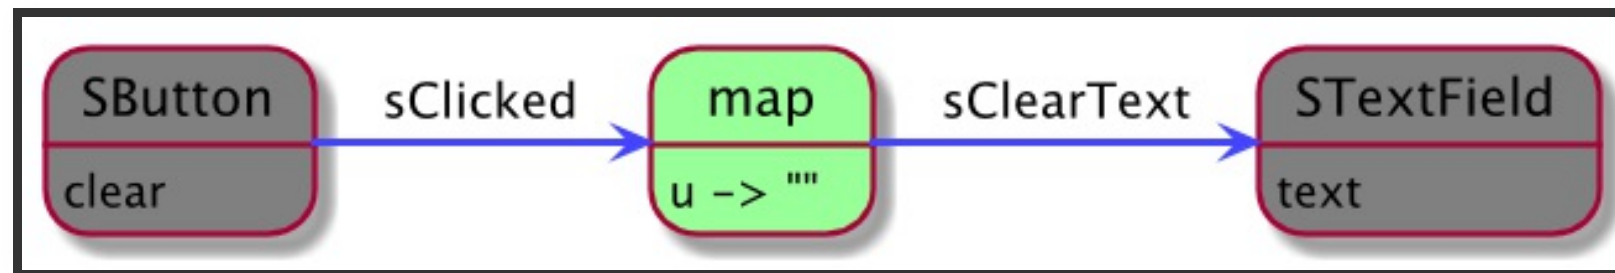 SButton
clear
sClicked
map
u -> ""
sClearText
STextField
text